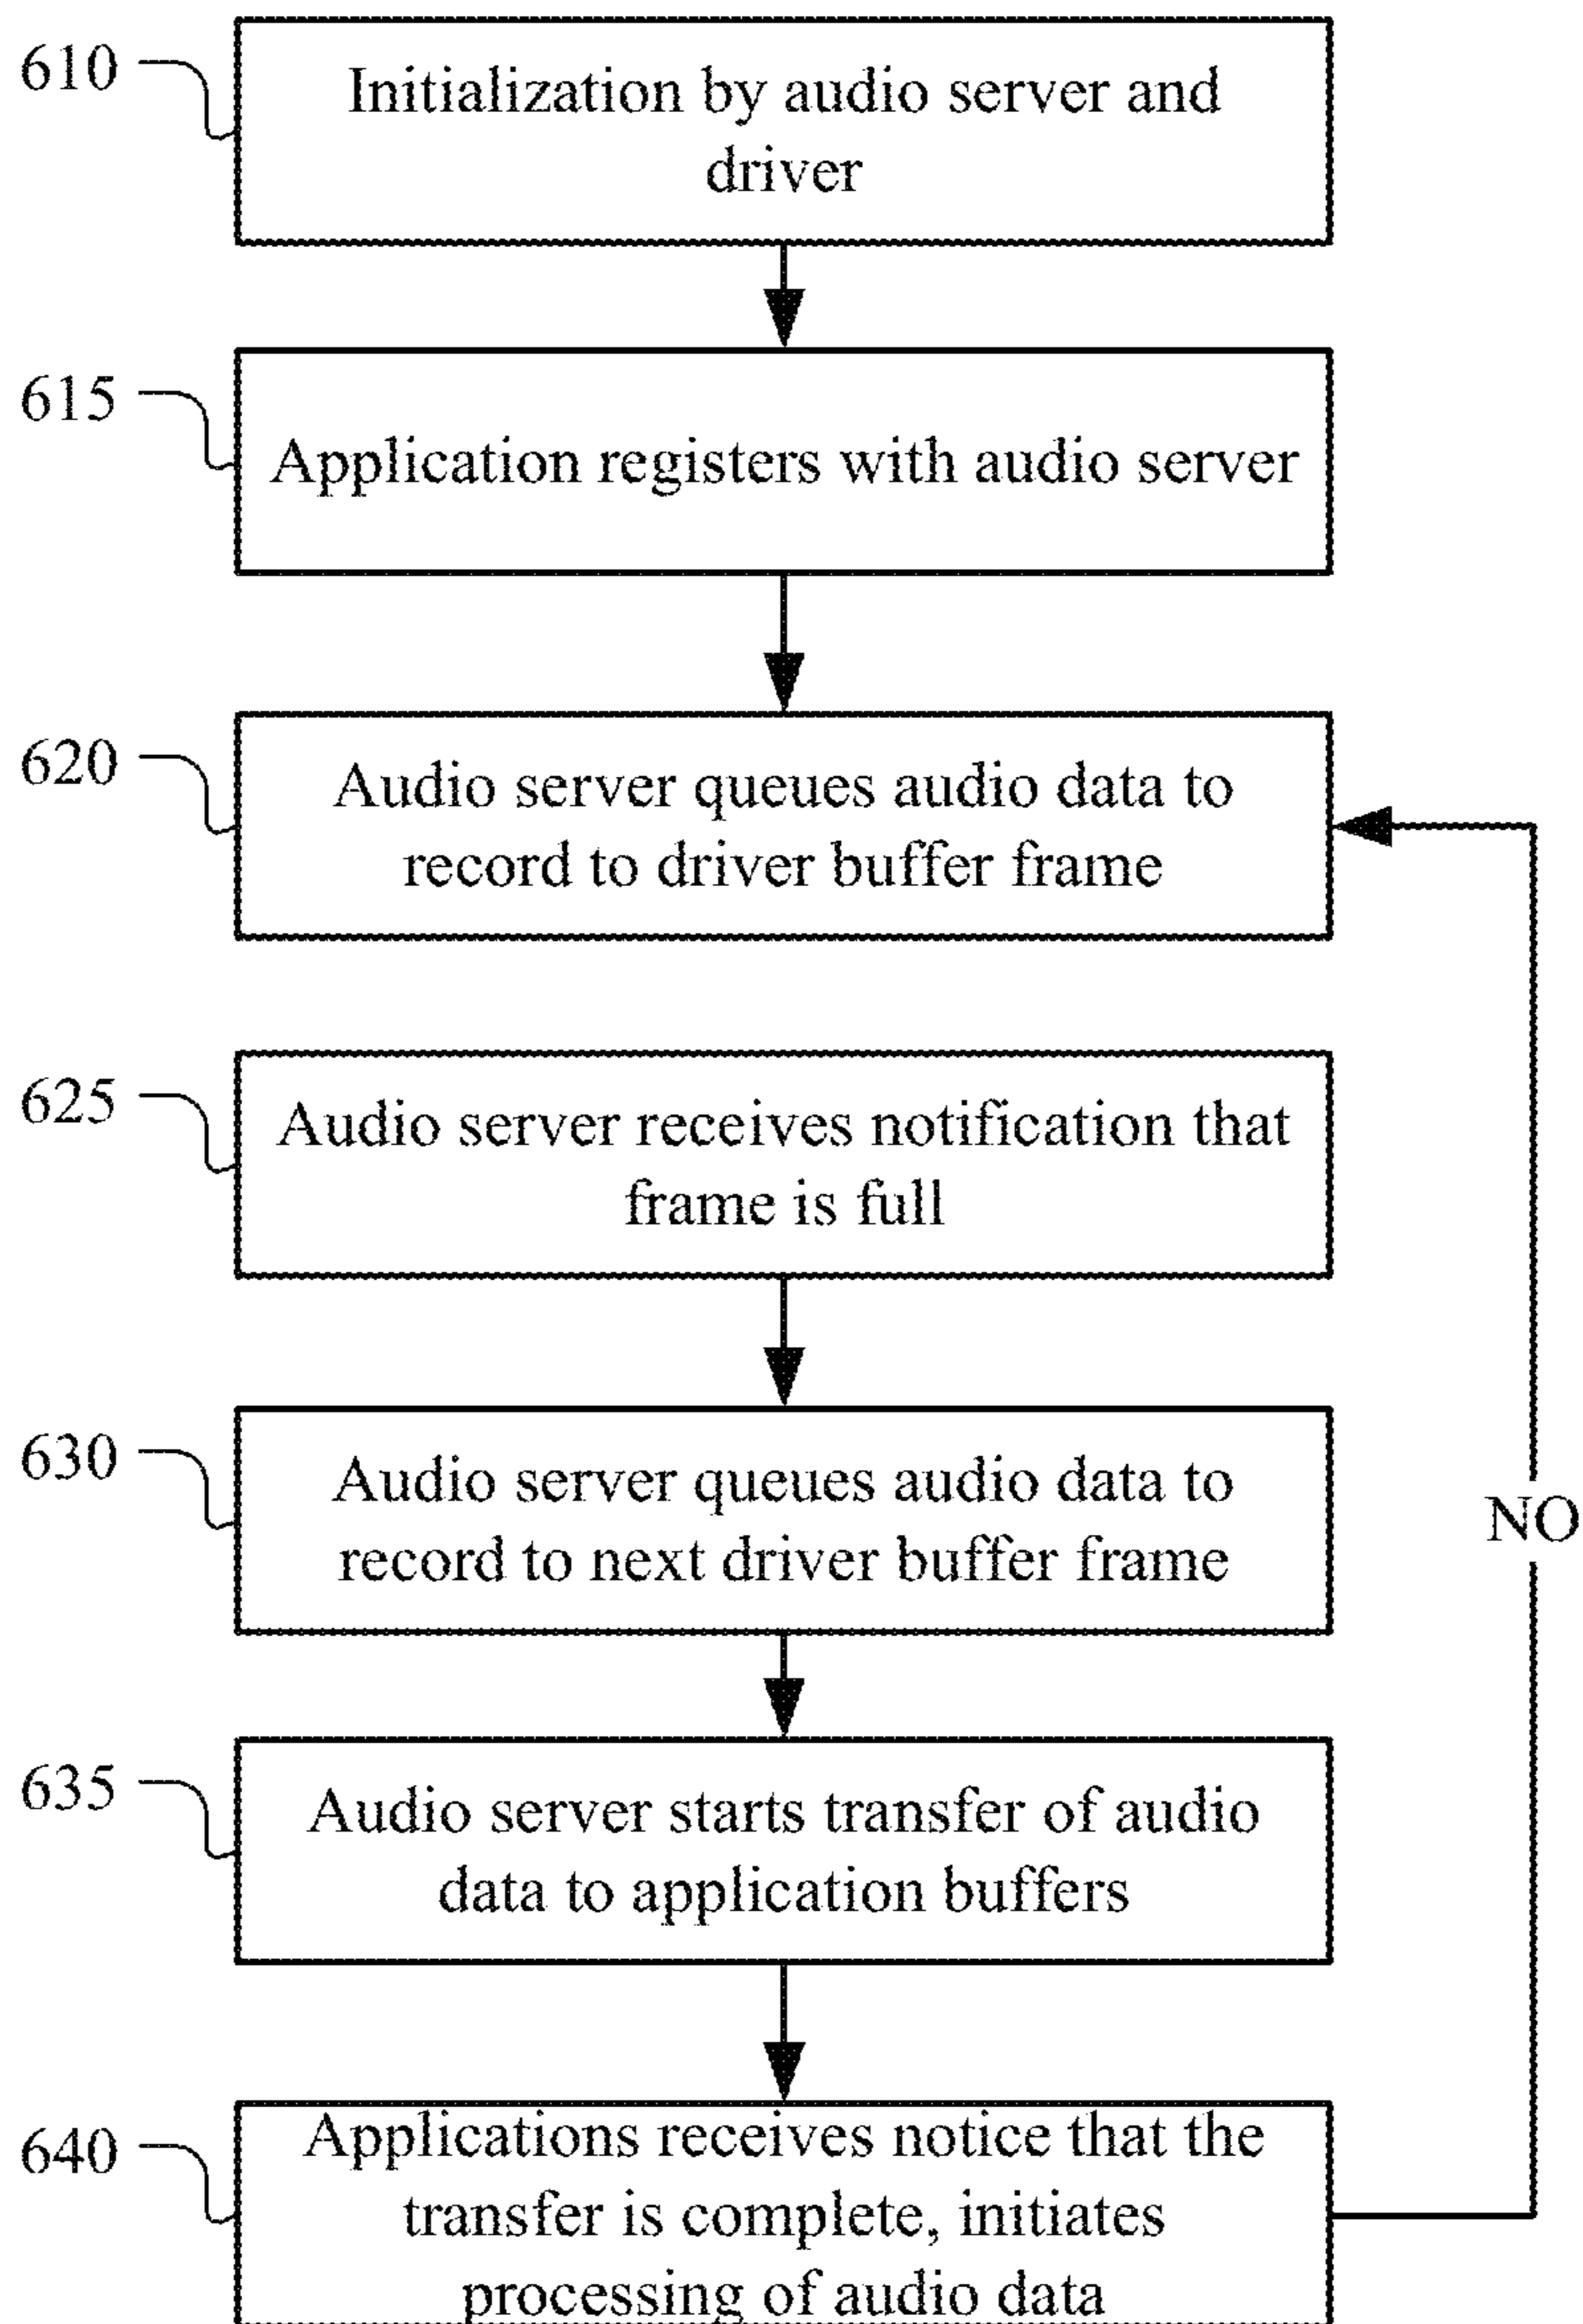 610
Initialization by audio server and
driver
615
Application registers with audio server
620
Audio server queues audio data to
record to driver buffer frame
625
Audio server receives notification that
frame is full
630
Audio server queues audio data to
record to next driver buffer frame
NO
635
Audio server starts transfer of audio
data to application buffers
640
Applications receives notice that the
transfer is complete, initiates
processing of audio data